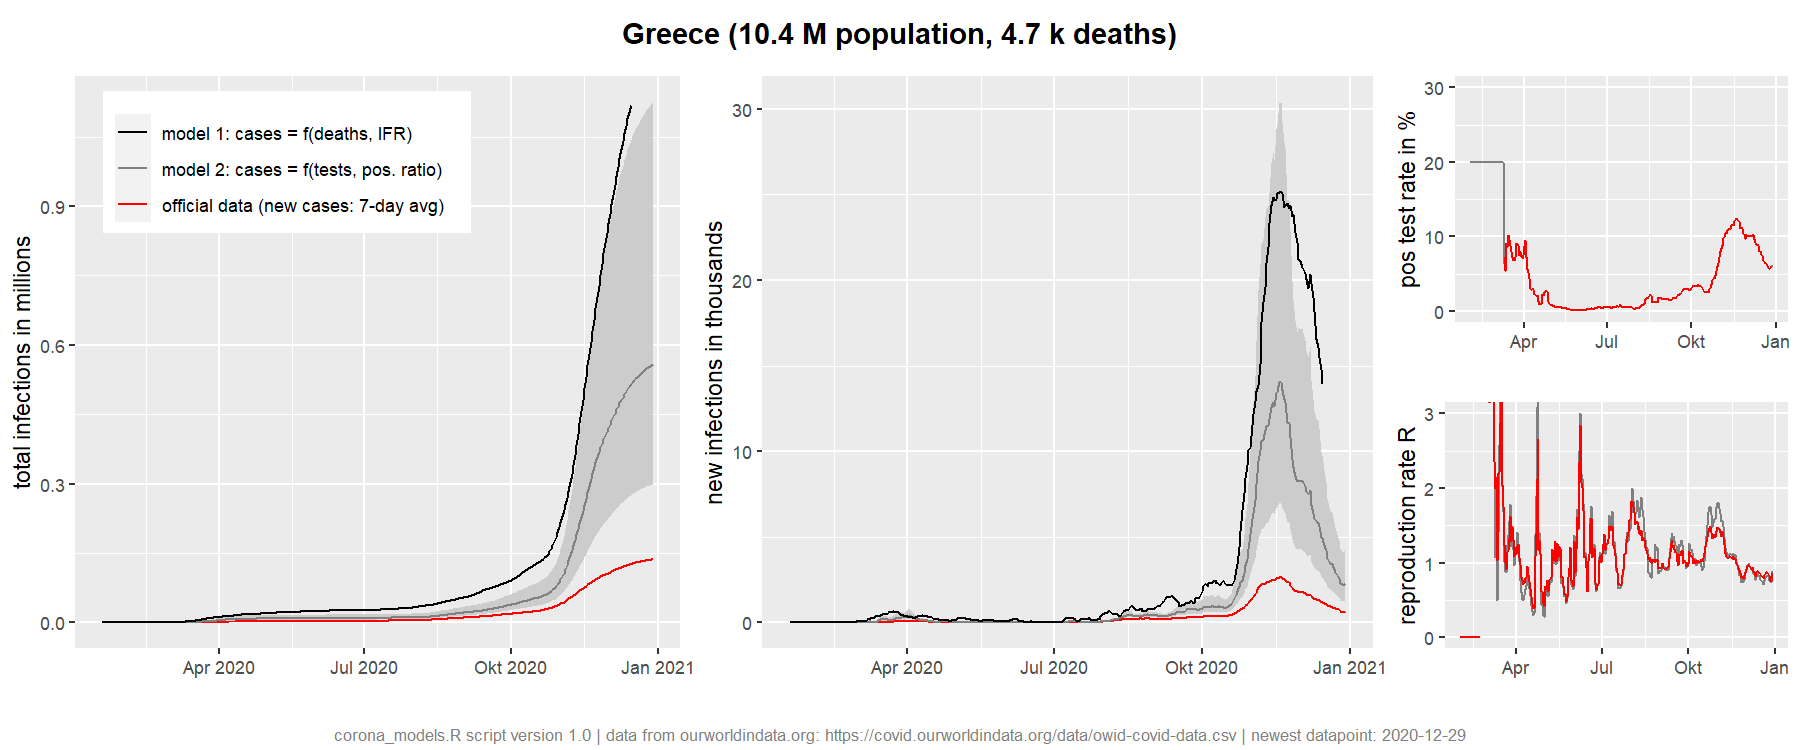 Greece (10.4 M population, 4.7 k deaths)
total infections in millions
0.9
0.6
0.3
0.0
model 1: cases = f(deaths, IFR)
model 2: cases = f(tests, pos. ratio)
official data (new cases: 7-day avg)
Apr 2020
Jul 2020
Okt 2020
Jan 2021
new infections in thousands
30
20
10
0
Apr 2020
Jul 2020
Okt 2020
Jan 2021
pos test rate in %
30
20
10
0
Apr
Jul
Okt
Jan
reproduction rate R
3
2
1
0
Apr
Jul
Okt
Jan
corona_models.R script version 1.0 | data from ourworldindata.org: https://covid.ourworldindata.org/data/owid-covid-data.csv | newest datapoint: 2020-12-29